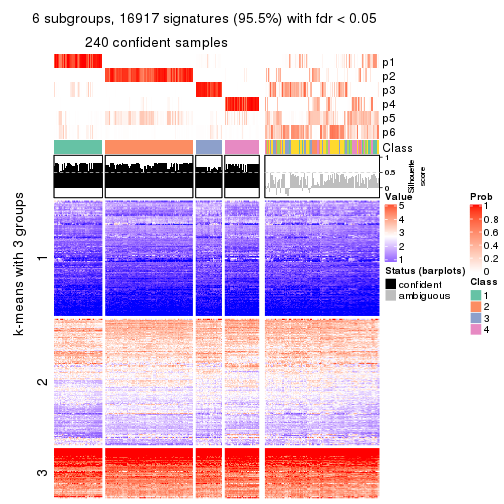 6 subgroups, 16917 signatures (95.5%) with fdr < 0.05
240 confident samples
p1
p2
p3
p4
p5
p6
Class
1
0.5
0
Silhouette
score
k-means with 3 groups
1
2
3
Value
5
4
3
2
1
Status (barplots)
confident
ambiguous
Prob
1
0.8
0.6
0.4
0.2
0
Class
1
2
3
4